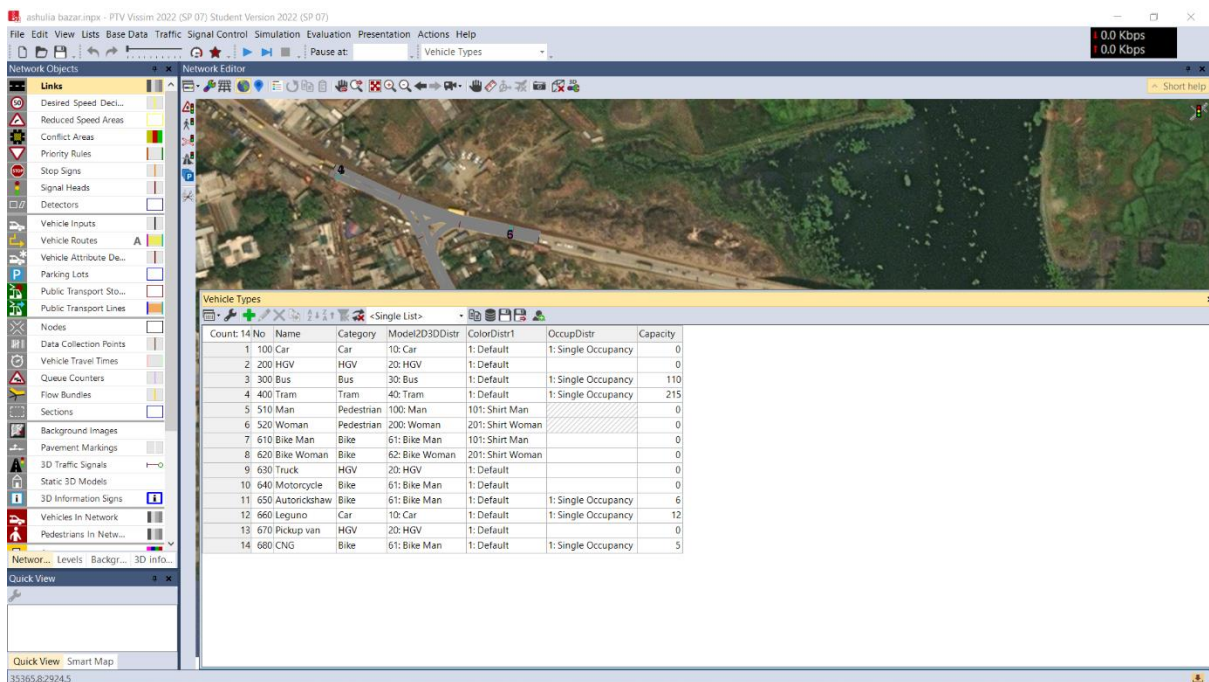 ashulia bazar.inpx - PTV Vissim 2022 (SP 07) Student Version 2022 (SP 07)
File Edit View Lists Base Data Traffic Signal Control Simulation Evaluation Presentation Actions Help
0.0 Kbps
0.0 Kbps
Pause at: Vehicle Types
Network Objects
Network Editor
Short help
Links
50 Desired Speed Deci...
Reduced Speed Areas
Conflict Areas
Priority Rules
STOP Stop Signs
Signal Heads
Detectors
Vehicle Inputs
Vehicle Routes A
Vehicle Attribute De...
P Parking Lots
Public Transport Sto...
Public Transport Lines
Nodes
Data Collection Points
Vehicle Travel Times
Queue Counters
Flow Bundles
Sections
Background Images
Pavement Markings
3D Traffic Signals
Static 3D Models
3D Information Signs
Vehicles In Network
Pedestrians In Netw...
Networ... Levels Backgr... 3D info...
Quick View
Quick View Smart Map
35365.8:2924.5
4
5
Vehicle Types
<Single List>
Count: 14 No Name Category Model2D3DDistr ColorDistr1 OccupDistr Capacity
1 100 Car Car 10: Car 1: Default 1: Single Occupancy 0
2 200 HGV HGV 20: HGV 1: Default 0
3 300 Bus Bus 30: Bus 1: Default 1: Single Occupancy 110
4 400 Tram Tram 40: Tram 1: Default 1: Single Occupancy 215
5 510 Man Pedestrian 100: Man 101: Shirt Man 0
6 520 Woman Pedestrian 200: Woman 201: Shirt Woman 0
7 610 Bike Man Bike 61: Bike Man 101: Shirt Man 0
8 620 Bike Woman Bike 62: Bike Woman 201: Shirt Woman 0
9 630 Truck HGV 20: HGV 1: Default 0
10 640 Motorcycle Bike 61: Bike Man 1: Default 0
11 650 Autorickshaw Bike 61: Bike Man 1: Default 1: Single Occupancy 6
12 660 Leguno Car 10: Car 1: Default 1: Single Occupancy 12
13 670 Pickup van HGV 20: HGV 1: Default 0
14 680 CNG Bike 61: Bike Man 1: Default 1: Single Occupancy 5